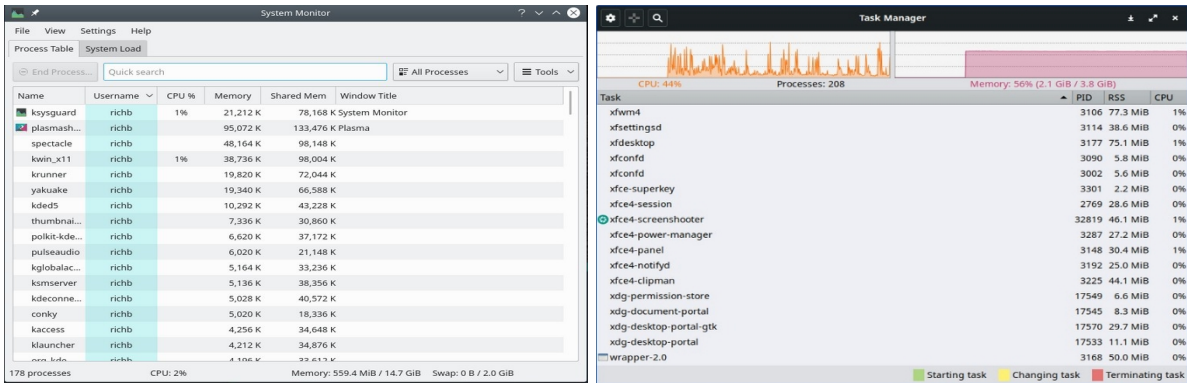 System Monitor
File View Settings Help
Process Table System Load
End Process... Quick search All Processes Tools
Name Username CPU % Memory Shared Mem Window Title
ksysguard richb 1% 21,212 K 78,168 K System Monitor
plasmash... richb 95,072 K 133,476 K Plasma
spectacle richb 48,164 K 98,148 K
kwin_x11 richb 1% 38,736 K 98,004 K
krunner richb 19,820 K 72,044 K
yakuake richb 19,340 K 66,588 K
kded5 richb 10,292 K 43,228 K
thumbnai... richb 7,336 K 30,860 K
polkit-kde... richb 6,620 K 37,172 K
pulseaudio richb 6,020 K 21,148 K
kglobalac... richb 5,164 K 33,236 K
ksmserver richb 5,136 K 38,356 K
kdeconne... richb 5,028 K 40,572 K
conky richb 5,020 K 18,336 K
kaccess richb 4,256 K 34,648 K
klauncher richb 4,212 K 34,876 K
richb
178 processes CPU: 2% Memory: 559.4 MiB / 14.7 GiB Swap: 0 B / 2.0 GiB
Task Manager
CPU: 44% Processes: 208 Memory: 56% (2.1 GiB / 3.8 GiB)
Task PID RSS CPU
xfwm4 3106 77.3 MiB 1%
xfsettingsd 3114 38.6 MiB 0%
xfdesktop 3177 75.1 MiB 1%
xfconfd 3090 5.8 MiB 0%
xfconfd 3002 5.6 MiB 0%
xfce-superkey 3301 2.2 MiB 0%
xfce4-session 2769 28.6 MiB 0%
xfce4-screenshooter 32819 46.1 MiB 1%
xfce4-power-manager 3287 27.2 MiB 0%
xfce4-panel 3148 30.4 MiB 1%
xfce4-notifyd 3192 25.0 MiB 0%
xfce4-clipman 3225 44.1 MiB 0%
xdg-permission-store 17549 6.6 MiB 0%
xdg-document-portal 17545 8.3 MiB 0%
xdg-desktop-portal-gtk 17570 29.7 MiB 0%
xdg-desktop-portal 17533 11.1 MiB 0%
wrapper-2.0 3168 50.0 MiB 0%
Starting task Changing task Terminating task